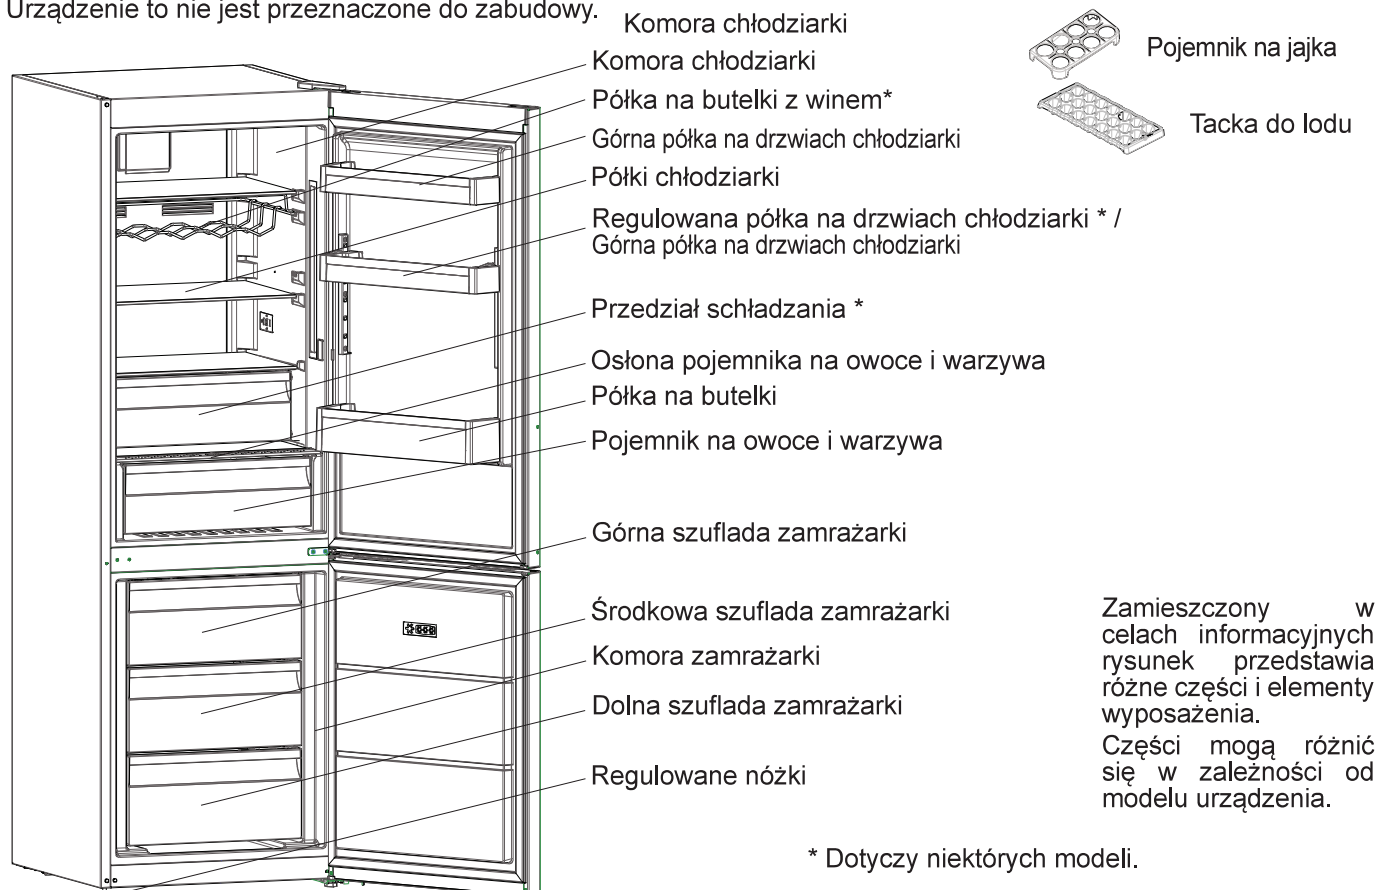 Urządzenie to nie jest przeznaczone do zabudowy.
Komora chłodziarki
Komora chłodziarki
Półka na butelki z winem*
Górna półka na drzwiach chłodziarki
Półki chłodziarki
Regulowana półka na drzwiach chłodziarki * /
Górna półka na drzwiach chłodziarki
Przedział schładzania *
Osłona pojemnika na owoce i warzywa
Półka na butelki
Pojemnik na owoce i warzywa
Górna szuflada zamrażarki
Środkowa szuflada zamrażarki
Komora zamrażarki
Dolna szuflada zamrażarki
Regulowane nóżki
Pojemnik na jajka
Tacka do lodu
Zamieszczony w
celach informacyjnych
rysunek przedstawia
różne części i elementy
wyposażenia.
Części mogą różnić
się w zależności od
modelu urządzenia.
* Dotyczy niektórych modeli.